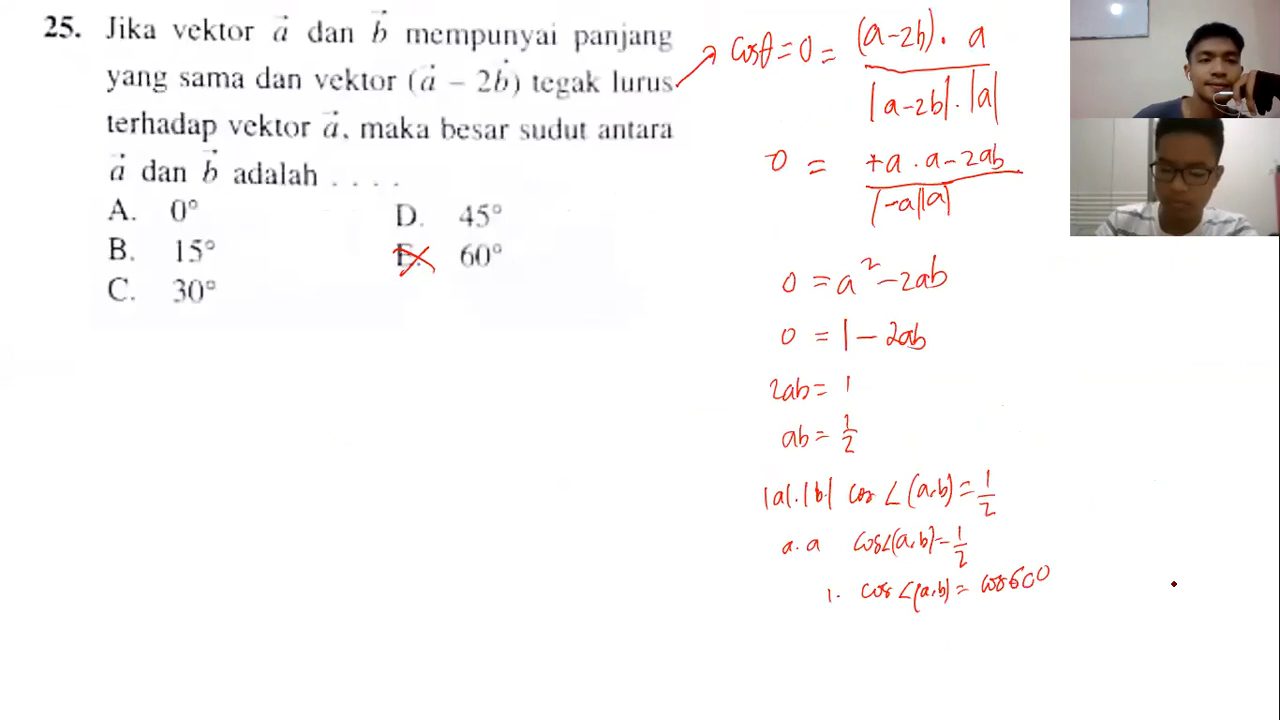 25. Jika vektor a⃗ dan b⃗ mempunyai panjang
yang sama dan vektor (a⃗ − 2b⃗) tegak lurus
terhadap vektor a⃗, maka besar sudut antara
a⃗ dan b⃗ adalah . . . .
A. 0° D. 45°
B. 15° E. 60°
C. 30°
cosθ = 0 = (a-2b) · a / |a-2b| · |a|
0 = +a . a - 2ab / |-a||a|
0 = a² - 2ab
0 = 1 - 2ab
2ab = 1
ab = 1/2
|a|.|b| cos ∠(a,b) = 1/2
a. a cos∠(a,b) = 1/2
1. cos ∠(a,b) = cos 60°